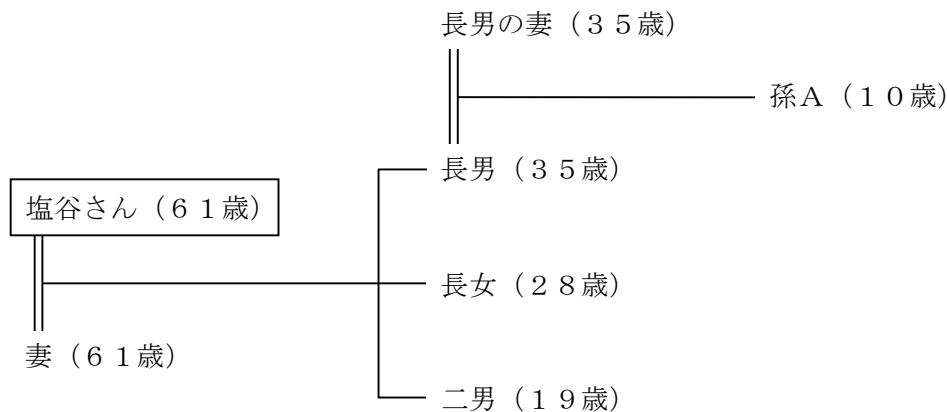 長男の妻（３５歳）
孫Ａ（１０歳）
長男（３５歳）
塩谷さん（６１歳）
長女（２８歳）
妻（６１歳）
二男（１９歳）